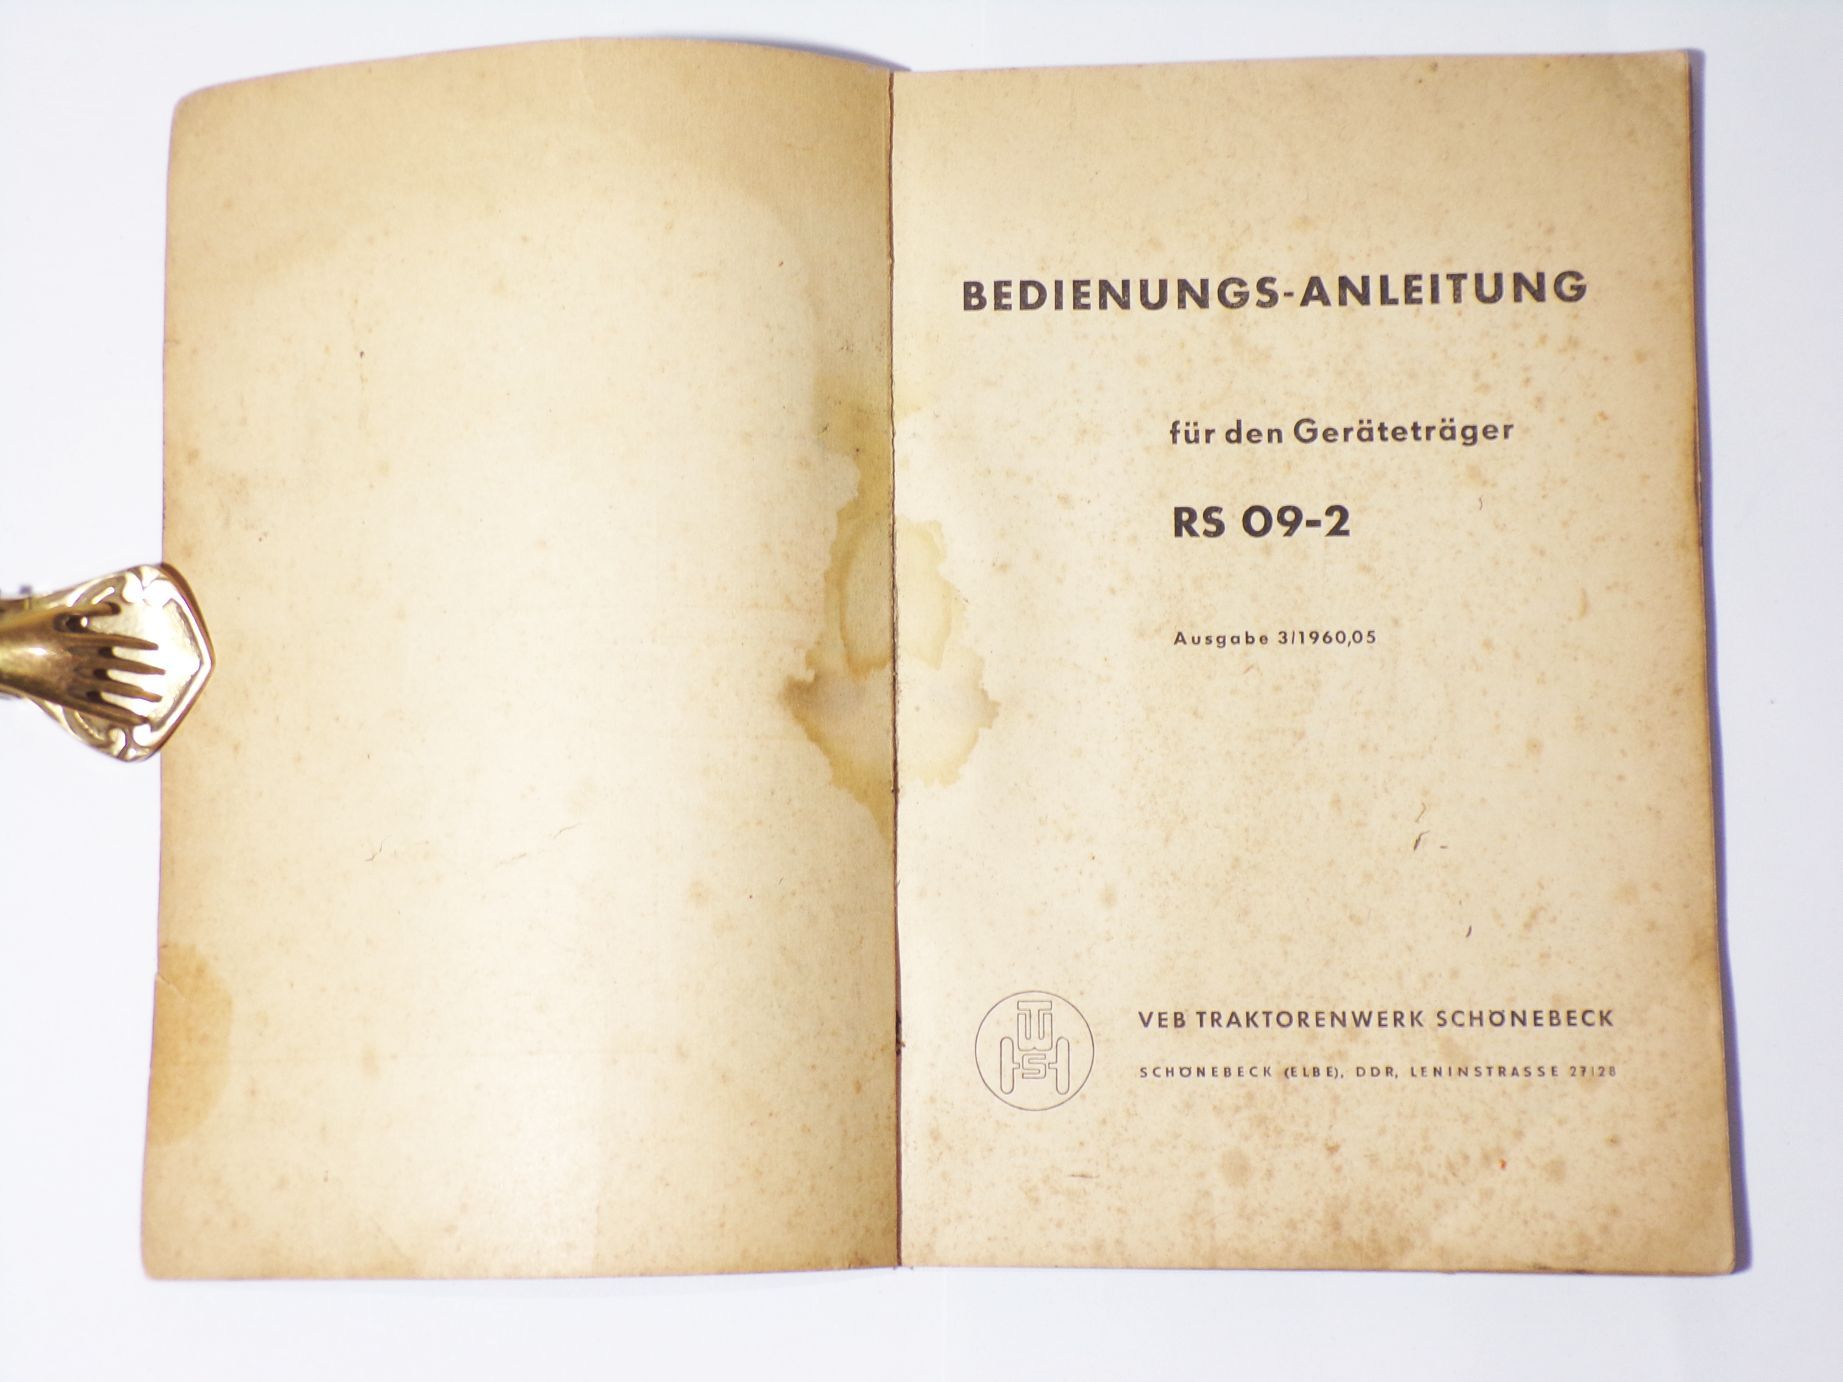 BEDIENUNGS-ANLEITUNG
für den Geräteträger
RS 09-2
Ausgabe 3/1960,05
TWS
VEB TRAKTORENWERK SCHÖNEBECK
SCHÖNEBECK (ELBE), DDR, LENINSTRASSE 27/28